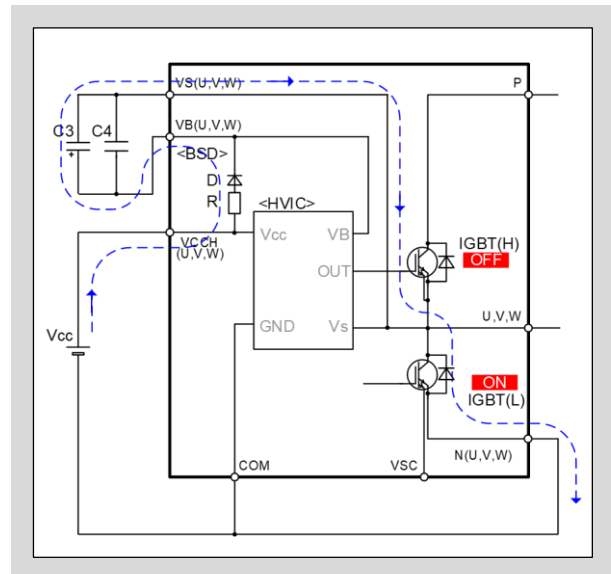 VS(U,V,W)
P
C3
C4
+
VB(U,V,W)
<BSD>
D
R
<HVIC>
Vcc
VB
VCCH
(U,V,W)
IGBT(H)
OFF
OUT
U,V,W
Vcc
GND
Vs
ON
IGBT(L)
N(U,V,W)
COM
VSC